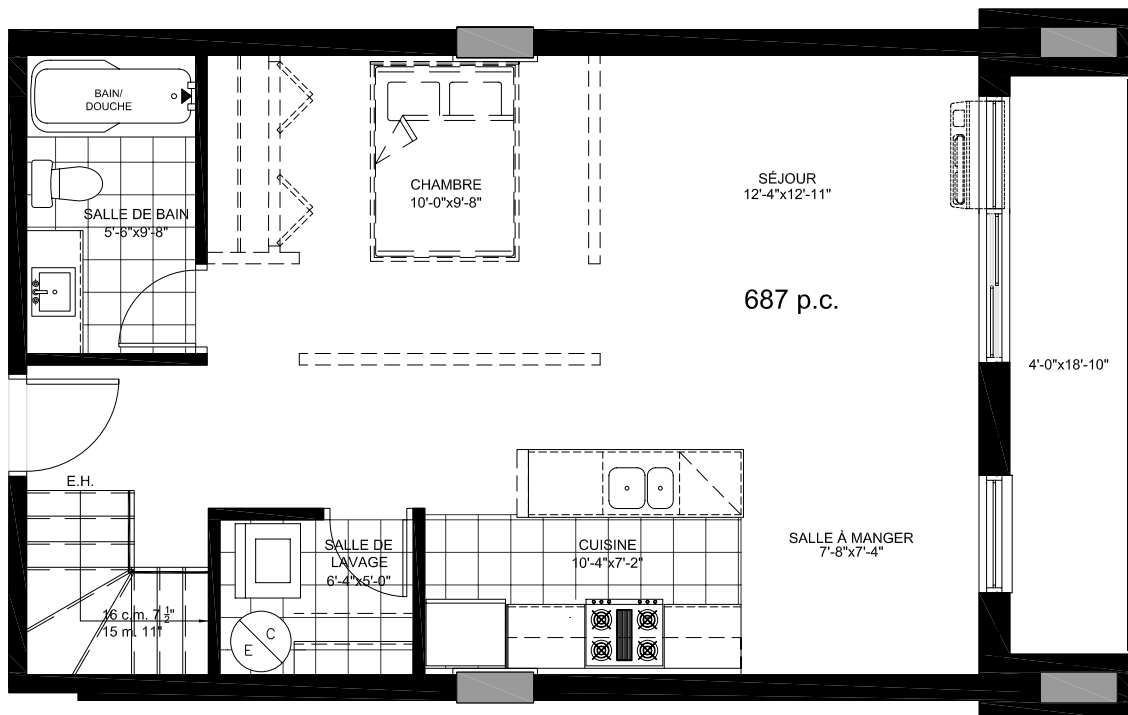 BAIN/
DOUCHE
SALLE DE BAIN
5'-6"x9'-8"
CHAMBRE
10'-0"x9'-8"
SÉJOUR
12'-4"x12'-11"
687 p.c.
4'-0"x18'-10"
E.H.
16 c.m. 7 1/2"
15 m. 11"
SALLE DE
LAVAGE
6'-4"x5'-0"
C
E
CUISINE
10'-4"x7'-2"
SALLE À MANGER
7'-8"x7'-4"